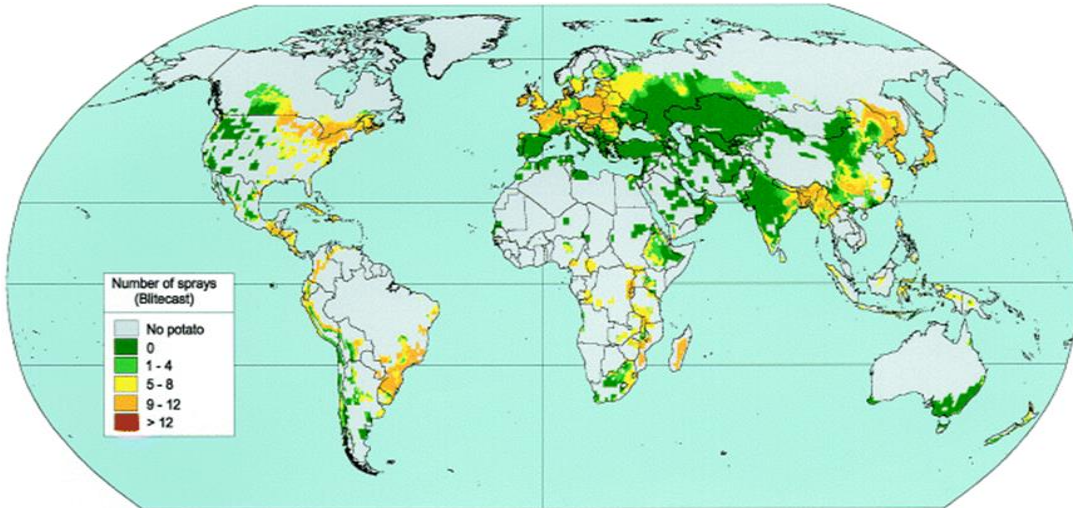 Number of sprays
(Blitecast)
No potato
0
1 - 4
5 - 8
9 - 12
> 12